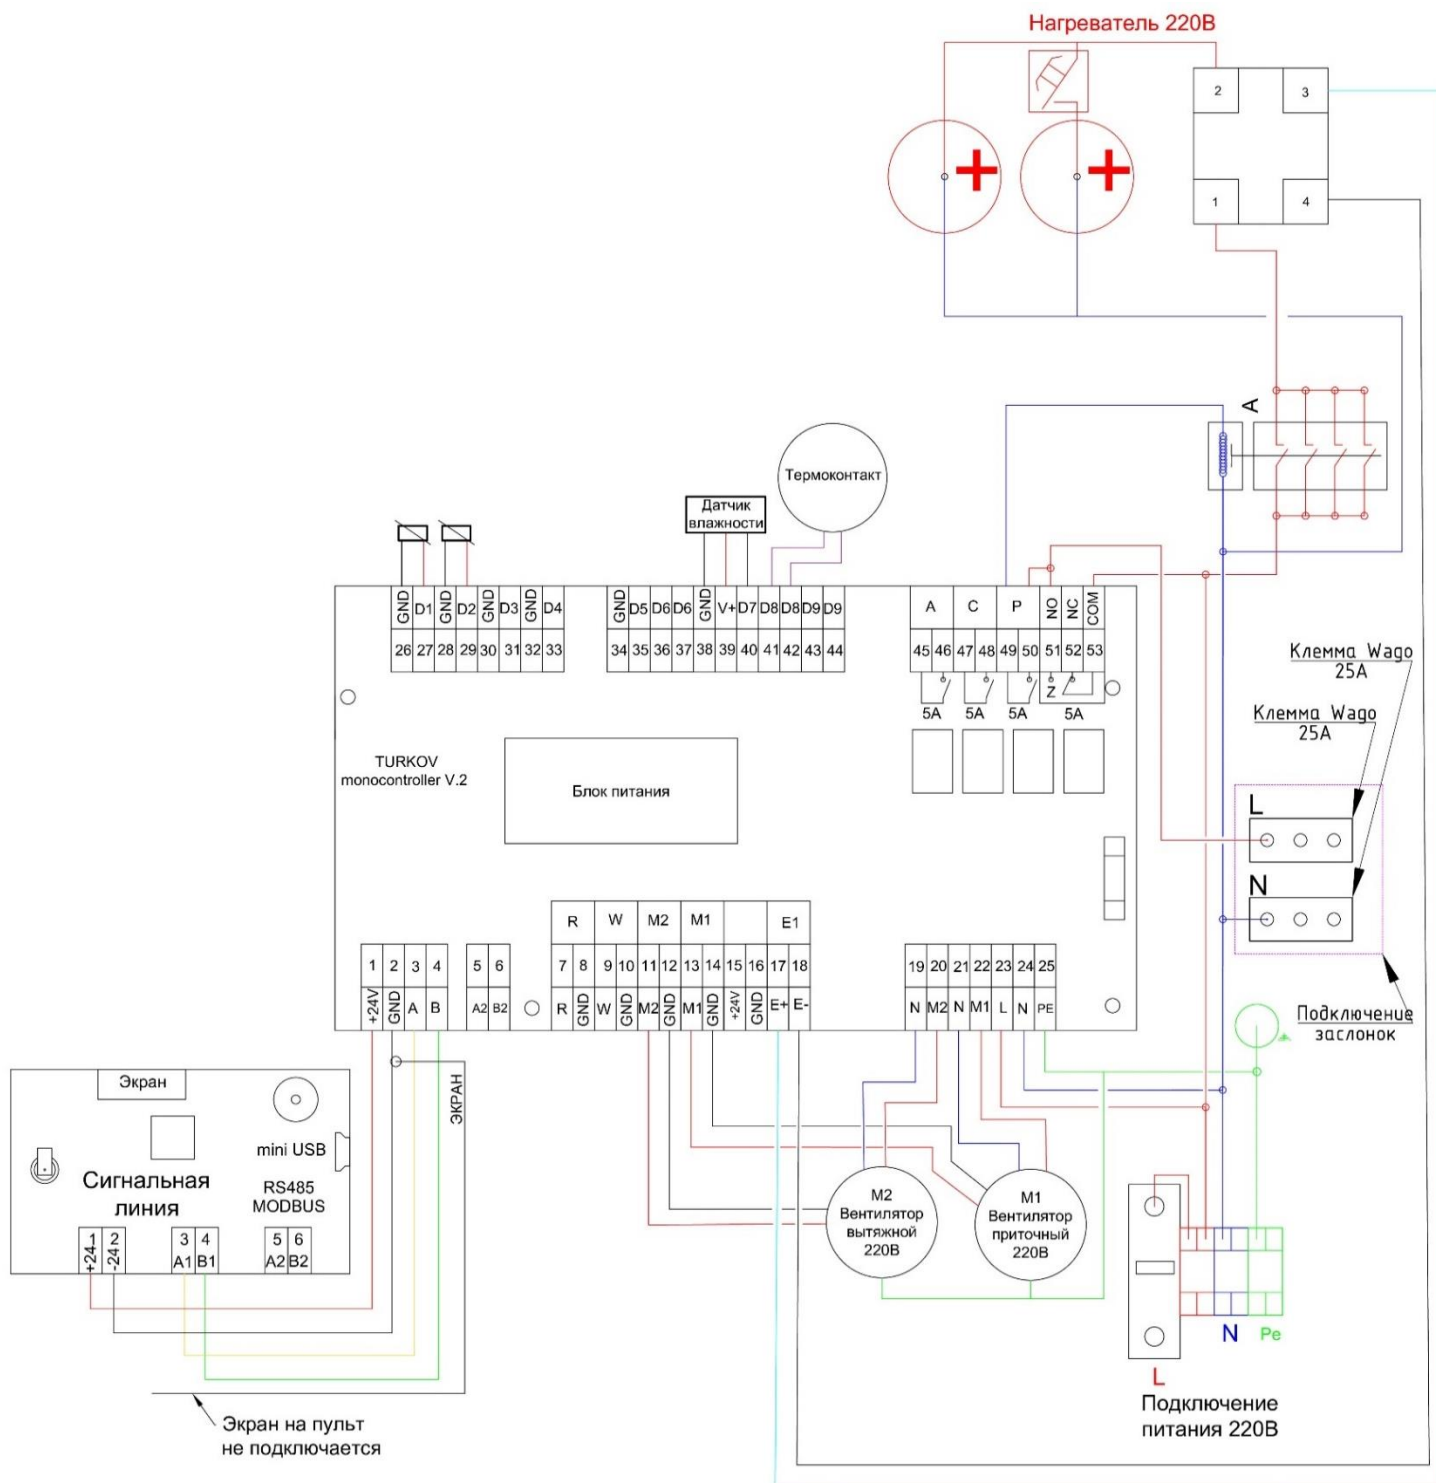 Нагреватель 220В
2
3
1
4
A
Термоконтакт
Датчик
влажности
GND D1 GND D2 GND D3 GND D4
26 27 28 29 30 31 32 33
GND D5 D6 D6 GND V+ D7 D8 D8 D9 D9
34 35 36 37 38 39 40 41 42 43 44
A C P NO NC COM
45 46 47 48 49 50 51 52 53
Z
5A 5A 5A 5A
Клемма Wago
25A
Клемма Wago
25A
TURKOV
monocontroller V.2
Блок питания
L
N
Подключение
заслонок
R W M2 M1 E1
1 2 3 4 5 6 7 8 9 10 11 12 13 14 15 16 17 18 19 20 21 22 23 24 25
+24V GND A B A2 B2 R GND W GND M2 GND M1 GND +24V GND E+ E- N M2 N M1 L N PE
ЭКРАН
Экран
mini USB
Сигнальная
линия
RS485
MODBUS
1 2 3 4 5 6
+24 -24 A1 B1 A2 B2
M2
Вентилятор
вытяжной
220В
M1
Вентилятор
приточный
220В
N Pe
L
Подключение
питания 220В
Экран на пульт
не подключается